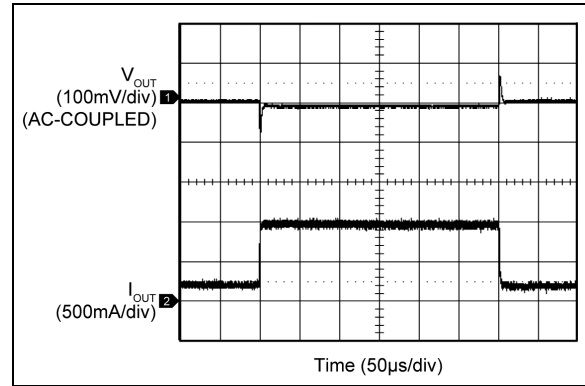 VOUT
(100mV/div)
(AC-COUPLED)
1
IOUT
(500mA/div)
2
Time (50µs/div)